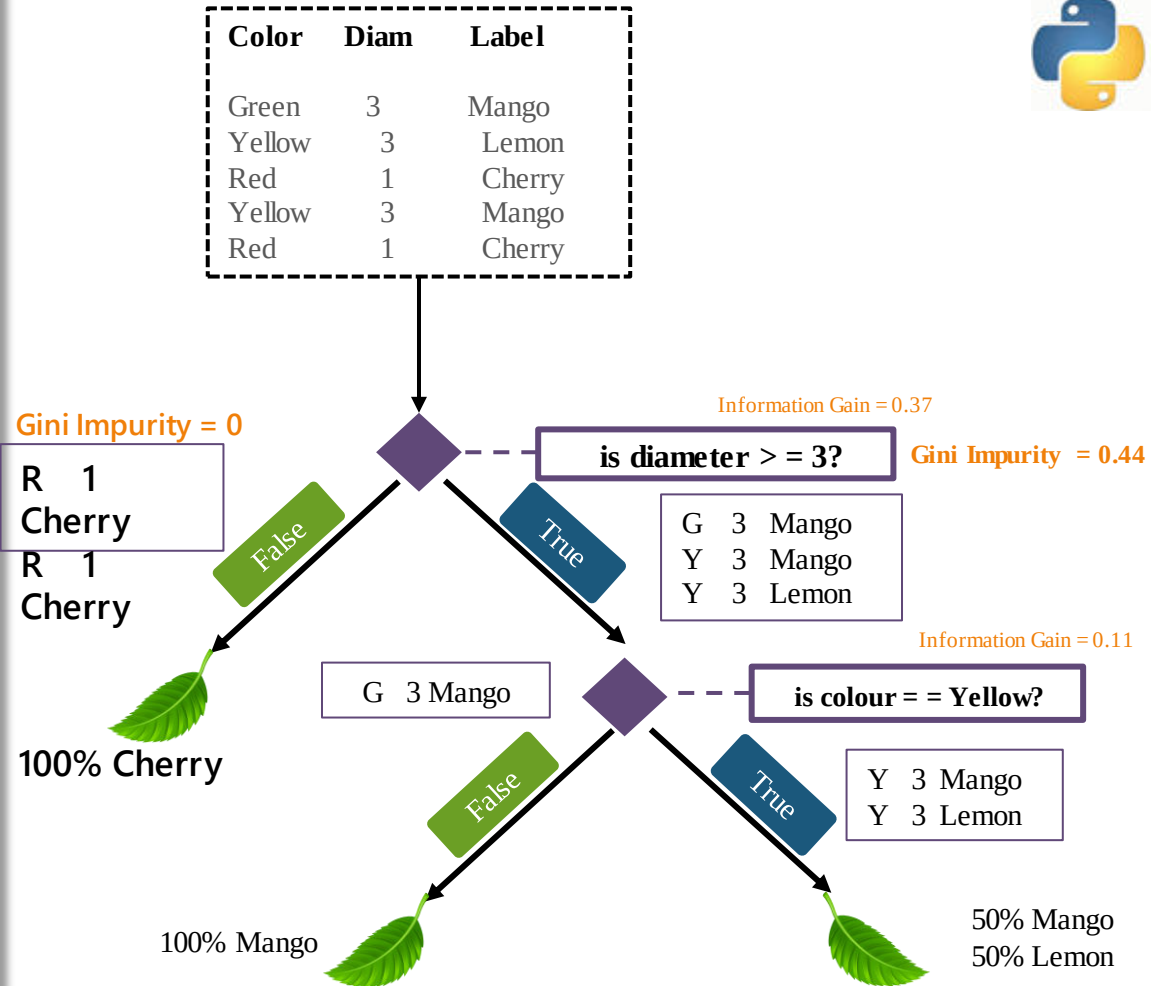 Color Diam Label
Green 3 Mango
Yellow 3 Lemon
Red 1 Cherry
Yellow 3 Mango
Red 1 Cherry
Information Gain = 0.37
Gini Impurity = 0
is diameter > = 3?
Gini Impurity = 0.44
R 1
Cherry
R 1
Cherry
False
True
G 3 Mango
Y 3 Mango
Y 3 Lemon
Information Gain = 0.11
G 3 Mango
is colour = = Yellow?
100% Cherry
False
True
Y 3 Mango
Y 3 Lemon
100% Mango
50% Mango
50% Lemon